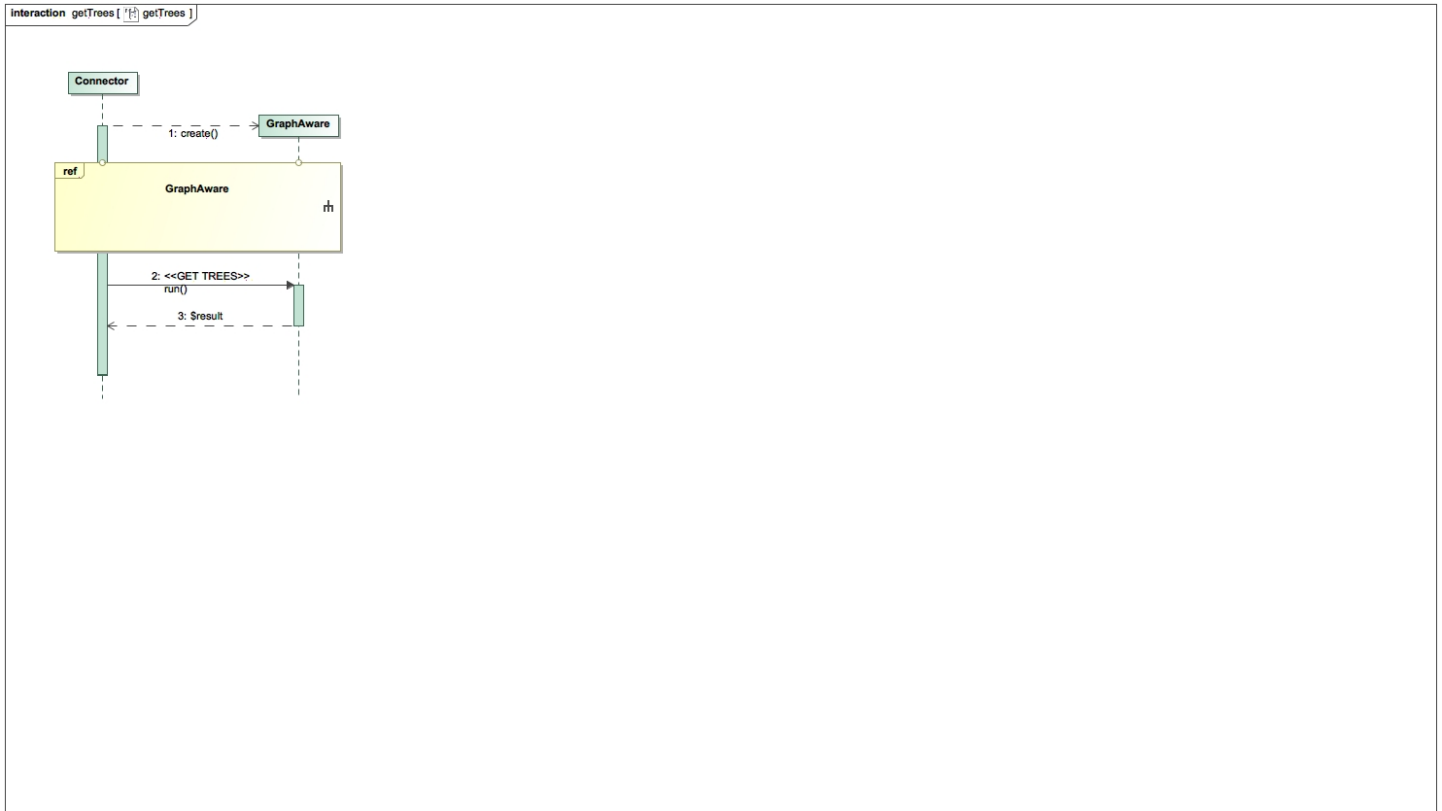 interaction getTrees [ getTrees ]
Connector
GraphAware
1: create()
ref
GraphAware
2: <<GET TREES>>
run()
3: $result